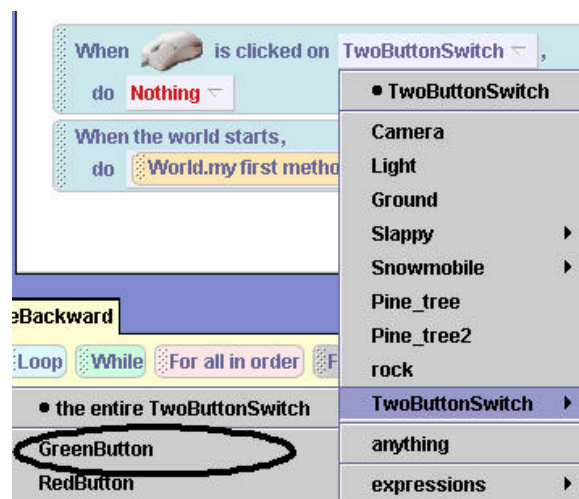 When is clicked on TwoButtonSwitch ,
do Nothing
When the world starts,
do World.my first metho
• TwoButtonSwitch
Camera
Light
Ground
Slappy
Snowmobile
Pine_tree
Pine_tree2
rock
TwoButtonSwitch
anything
expressions
eBackward
Loop While For all in order F
• the entire TwoButtonSwitch
GreenButton
RedButton